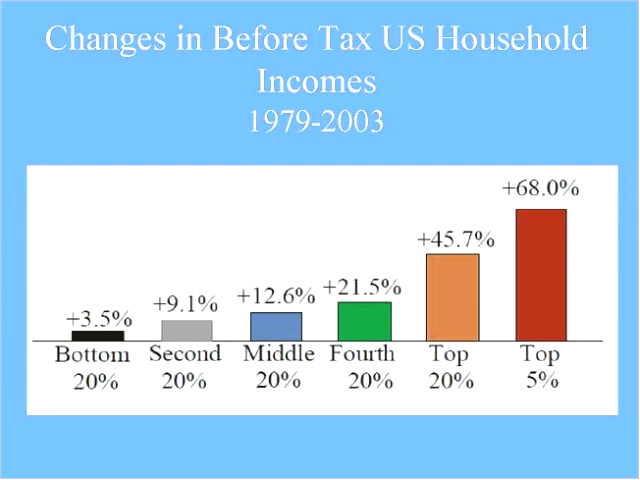 Changes in Before Tax US Household
Incomes
1979-2003
+68.0%
+45.7%
+21.5%
+12.6%
+9.1%
+3.5%
Bottom Second Middle Fourth Top Top
20% 20% 20% 20% 20% 5%